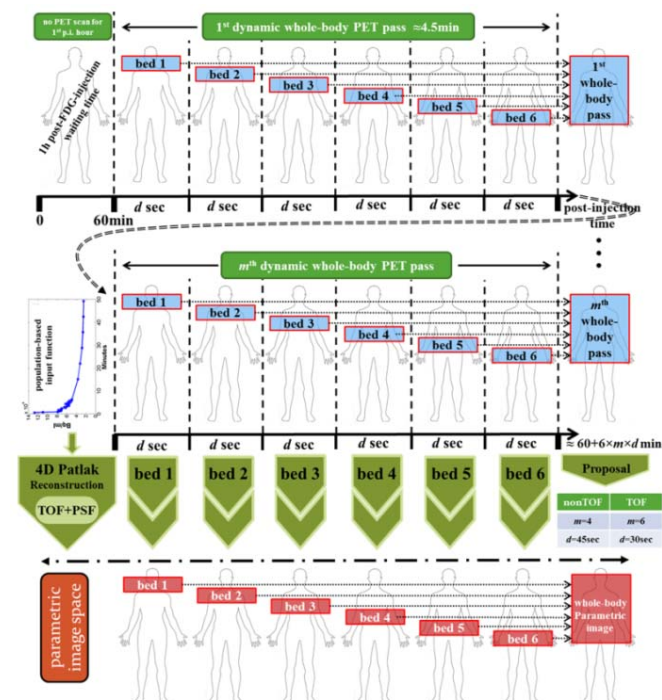 no PET scan for
1st p.i. hour
1st dynamic whole-body PET pass ≈4.5min
1h post-FDG-injection
waiting time
bed 1
bed 2
bed 3
bed 4
bed 5
bed 6
1st
whole-
body
pass
d sec
d sec
d sec
d sec
d sec
d sec
0
60min
post-injection
time
mth dynamic whole-body PET pass
population-based
input function
Minutes
Bq/ml
bed 1
bed 2
bed 3
bed 4
bed 5
bed 6
mth
whole-
body
pass
d sec
d sec
d sec
d sec
d sec
d sec
≈ 60+6×m×d min
4D Patlak
Reconstruction
TOF+PSF
bed 1
bed 2
bed 3
bed 4
bed 5
bed 6
Proposal
nonTOF TOF
m=4 m=6
d=45sec d=30sec
parametric
image space
bed 1
bed 2
bed 3
bed 4
bed 5
bed 6
whole-body
Parametric
image